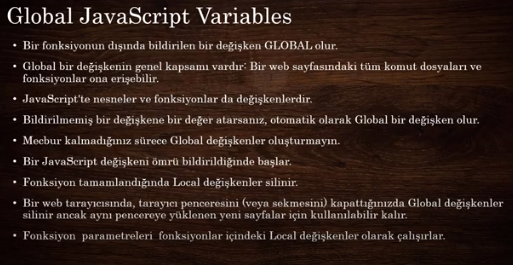 Global JavaScript Variables
• Bir fonksiyonun dışında bildirilen bir değişken GLOBAL olur.
• Global bir değişkenin genel kapsamı vardır: Bir web sayfasındaki tüm komut dosyaları ve
fonksiyonlar ona erişebilir.
• JavaScript'te nesneler ve fonksiyonlar da değişkenlerdir.
• Bildirilmemiş bir değişkene bir değer atarsanız, otomatik olarak Global bir değişken olur.
• Mecbur kalmadığınız sürece Global değişkenler oluşturmayın.
• Bir JavaScript değişkeni ömrü bildirildiğinde başlar.
• Fonksiyon tamamlandığında Local değişkenler silinir.
• Bir web tarayıcısında, tarayıcı penceresini (veya sekmesini) kapattığınızda Global değişkenler
silinir ancak aynı pencereye yüklenen yeni sayfalar için kullanılabilir kalır.
• Fonksiyon parametreleri fonksiyonlar içindeki Local değişkenler olarak çalışırlar.